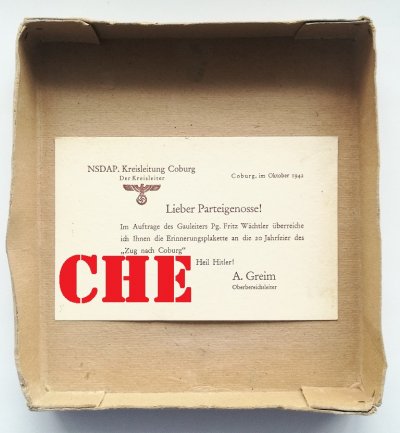 NSDAP. Kreisleitung Coburg
Der Kreisleiter
Coburg, im Oktober 1942
Lieber Parteigenosse!
Im Auftrage des Gauleiters Pg. Fritz Wächtler überreiche
ich Ihnen die Erinnerungsplakette an die 20 Jahrfeier des
„Zug nach Coburg“
Heil Hitler!
CHE
A. Greim
Oberbereichsleiter